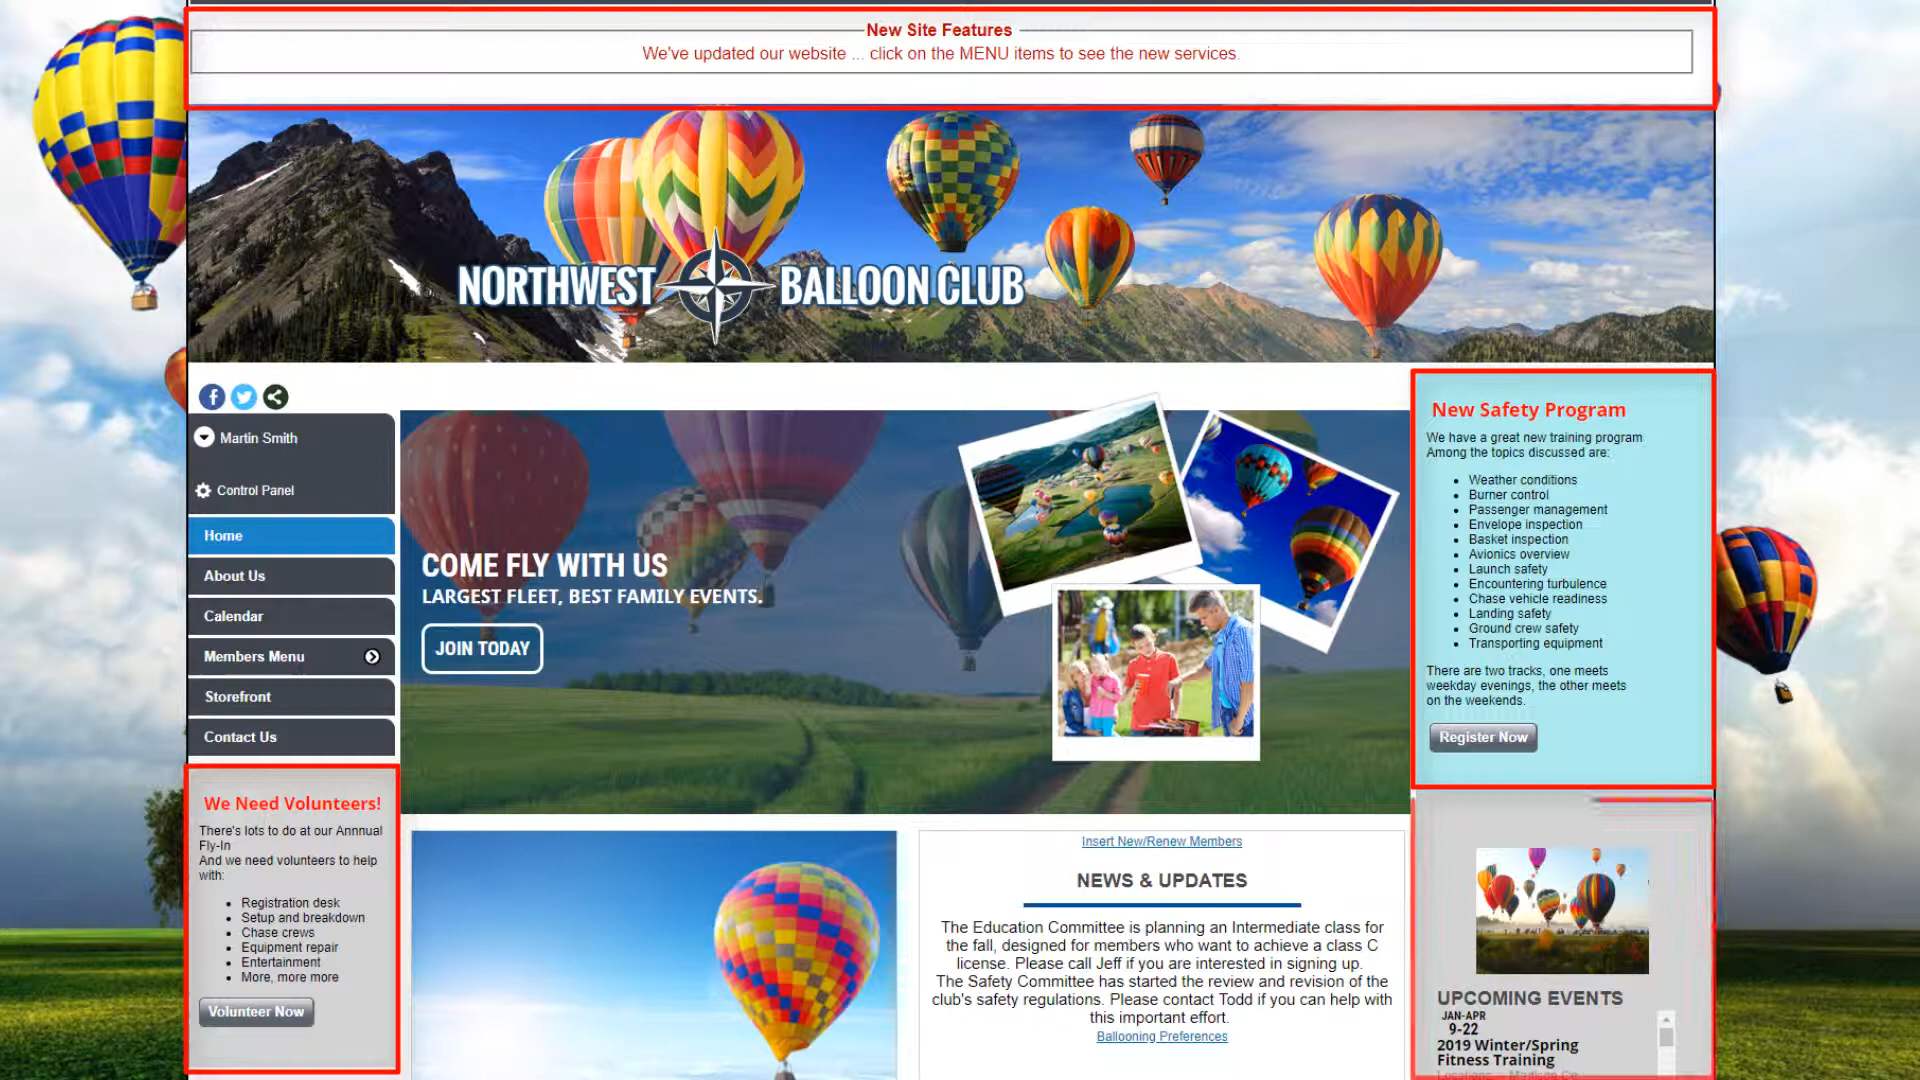 New Site Features
We've updated our website ... click on the MENU items to see the new services.
NORTHWEST BALLOON CLUB
Martin Smith
Control Panel
Home
About Us
Calendar
Members Menu
Storefront
Contact Us
We Need Volunteers!
There's lots to do at our Annnual
Fly-In
And we need volunteers to help
with:
Registration desk
Setup and breakdown
Chase crews
Equipment repair
Entertainment
More, more more
Volunteer Now
COME FLY WITH US
LARGEST FLEET, BEST FAMILY EVENTS.
JOIN TODAY
Insert New/Renew Members
NEWS & UPDATES
The Education Committee is planning an Intermediate class for
the fall, designed for members who want to achieve a class C
license. Please call Jeff if you are interested in signing up.
The Safety Committee has started the review and revision of the
club's safety regulations. Please contact Todd if you can help with
this important effort.
Ballooning Preferences
New Safety Program
We have a great new training program
Among the topics discussed are:
Weather conditions
Burner control
Passenger management
Envelope inspection
Basket inspection
Avionics overview
Launch safety
Encountering turbulence
Chase vehicle readiness
Landing safety
Ground crew safety
Transporting equipment
There are two tracks, one meets
weekday evenings, the other meets
on the weekends.
Register Now
UPCOMING EVENTS
JAN-APR
9-22
2019 Winter/Spring
Fitness Training